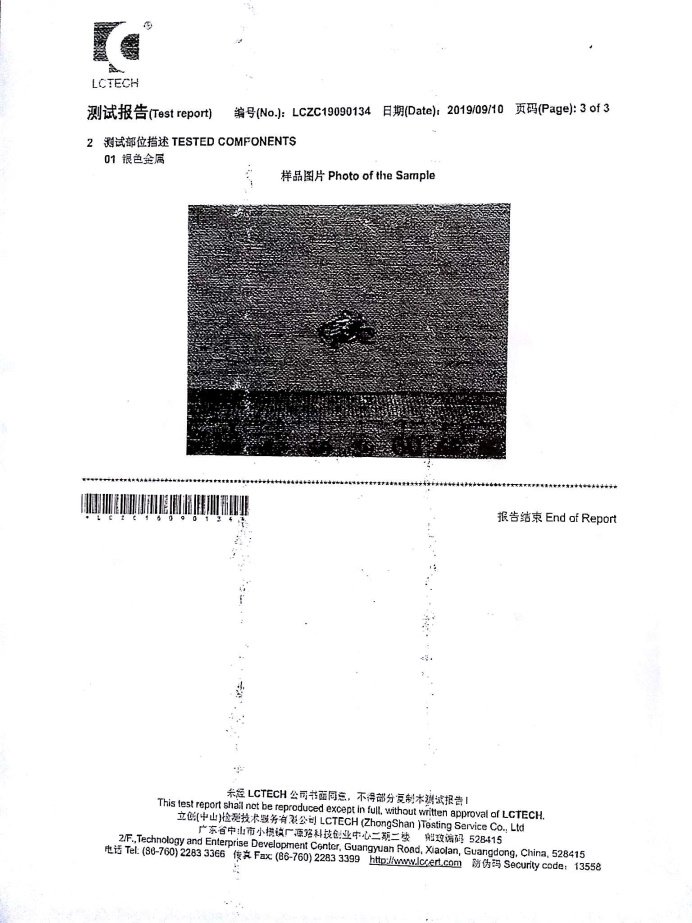 LCTECH
测试报告(Test report) 编号(No.): LCZC19090134 日期(Date): 2019/09/10 页码(Page): 3 of 3
2 测试部位描述 TESTED COMPONENTS
01 银色金属
样品图片 Photo of the Sample
60
*LCZC19090134*
报告结束 End of Report
未经 LCTECH 公司书面同意，不得部分复制本测试报告！
This test report shall not be reproduced except in full, without written approval of LCTECH.
立创(中山)检测技术服务有限公司 LCTECH (ZhongShan )Testing Service Co., Ltd
广东省中山市小榄镇广源路科技创业中心二期二楼 邮政编码 528415
2/F.,Technology and Enterprise Development Center, Guangyuan Road, Xiaolan, Guangdong, China, 528415
电话 Tel: (86-760) 2283 3366 传真 Fax: (86-760) 2283 3399 http://www.lccert.com 防伪码 Security code: 13558